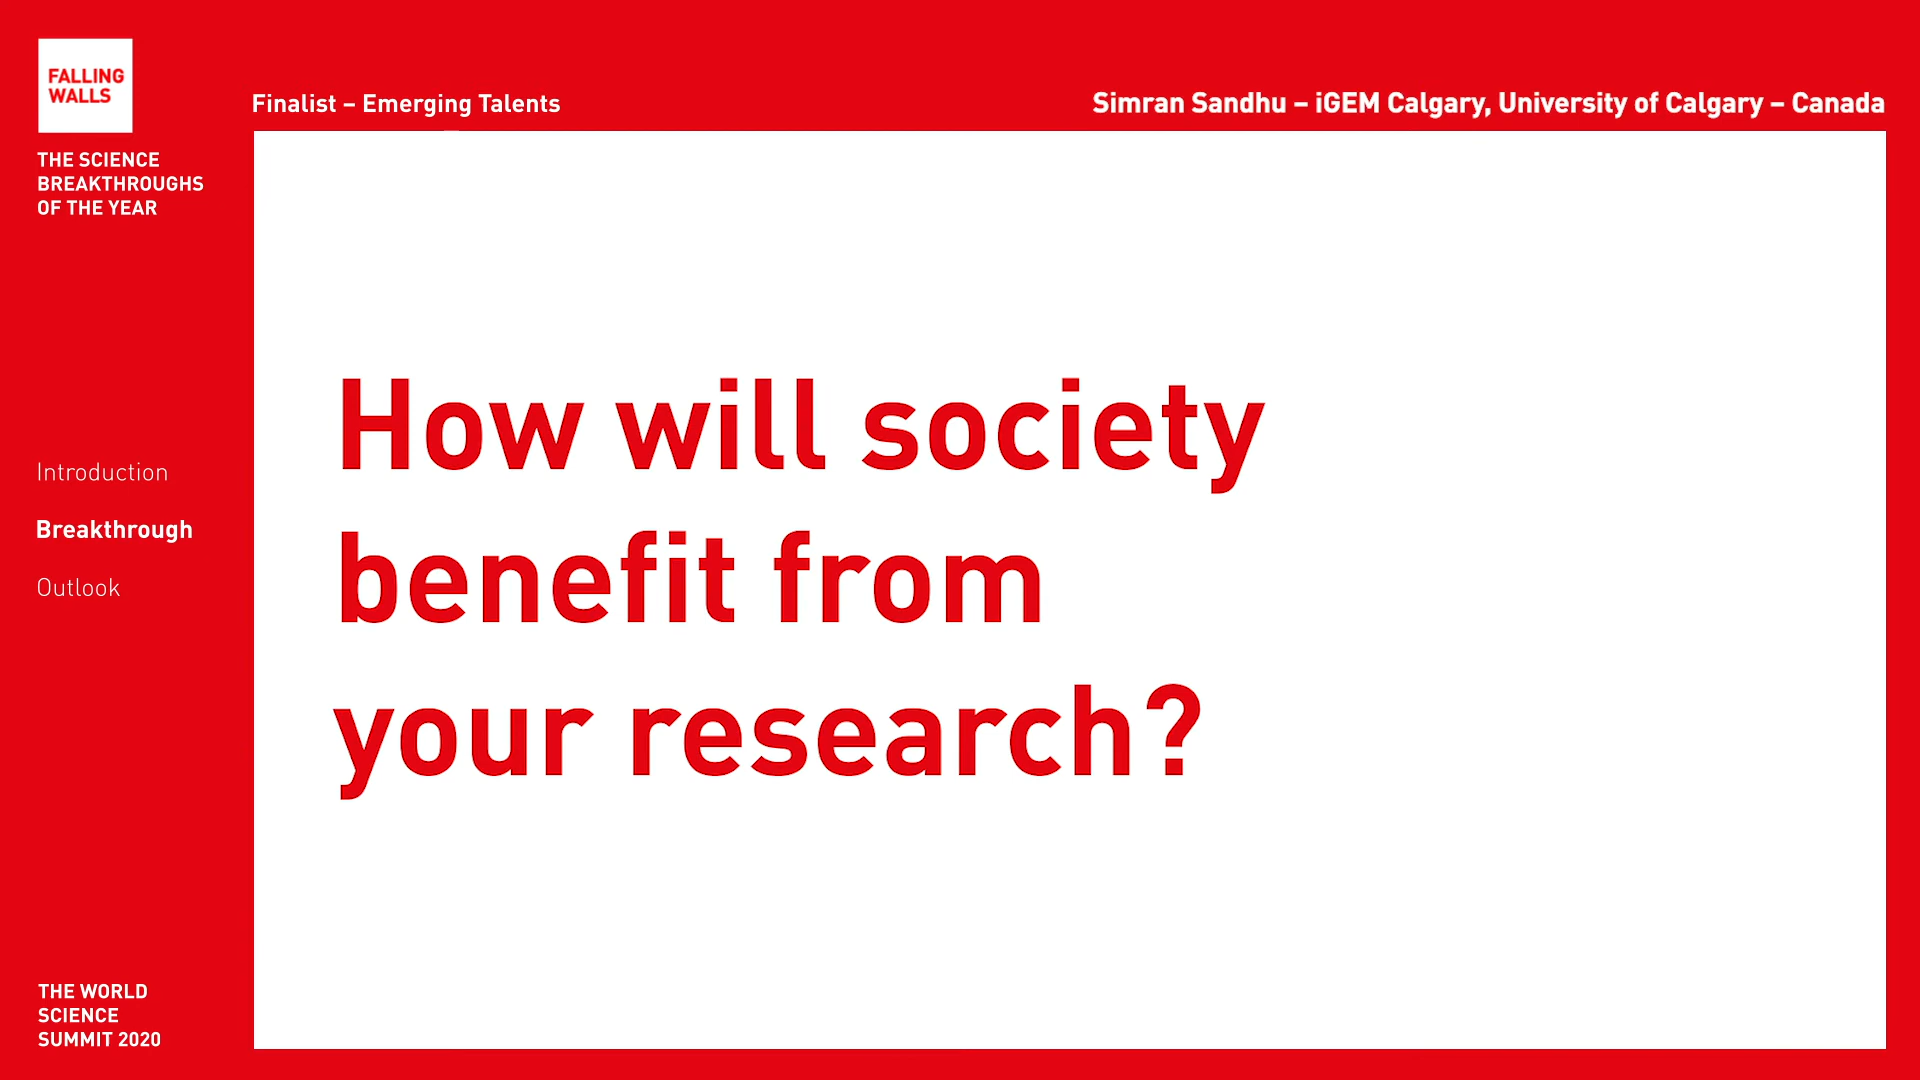 FALLING
WALLS
THE SCIENCE
BREAKTHROUGHS
OF THE YEAR
Finalist – Emerging Talents
Simran Sandhu – iGEM Calgary, University of Calgary – Canada
How will society
benefit from
your research?
Introduction
Breakthrough
Outlook
THE WORLD
SCIENCE
SUMMIT 2020